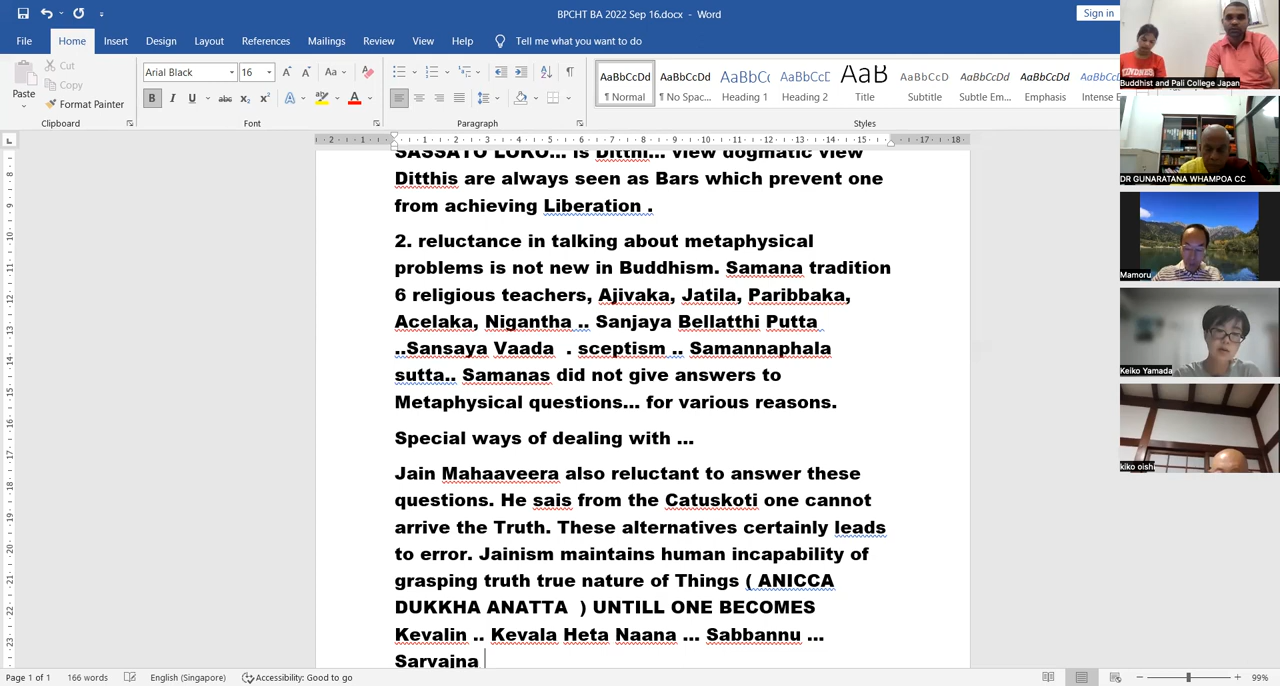 BPCHT BA 2022 Sep 16.docx - Word
Sign in
File Home Insert Design Layout References Mailings Review View Help Tell me what you want to do
Paste
Cut
Copy
Format Painter
Clipboard
Arial Black 16
Font
Paragraph
AaBbCcDd AaBbCcDd AaBbCc AaBbCcD AaB AaBbCcDd AaBbCcDd AaBbCcDd
¶ Normal ¶ No Spac... Heading 1 Heading 2 Title Subtitle Subtle Em... Emphasis Intense E
Styles
SASSATO LOKO... is Ditthi... view dogmatic view
Ditthis are always seen as Bars which prevent one
from achieving Liberation .
2. reluctance in talking about metaphysical
problems is not new in Buddhism. Samana tradition
6 religious teachers, Ajivaka, Jatila, Paribbaka,
Acelaka, Nigantha .. Sanjaya Bellatthi Putta
..Sansaya Vaada . sceptism .. Samannaphala
sutta.. Samanas did not give answers to
Metaphysical questions... for various reasons.
Special ways of dealing with ...
Jain Mahaaveera also reluctant to answer these
questions. He sais from the Catuskoti one cannot
arrive the Truth. These alternatives certainly leads
to error. Jainism maintains human incapability of
grasping truth true nature of Things ( ANICCA
DUKKHA ANATTA ) UNTILL ONE BECOMES
Kevalin .. Kevala Heta Naana ... Sabbannu ...
Sarvajna
Page 1 of 1 166 words English (Singapore) Accessibility: Good to go 99%
Buddhist and Pali College Japan
DR GUNARATANA WHAMPOA CC
Mamoru
Keiko Yamada
kiko oishi